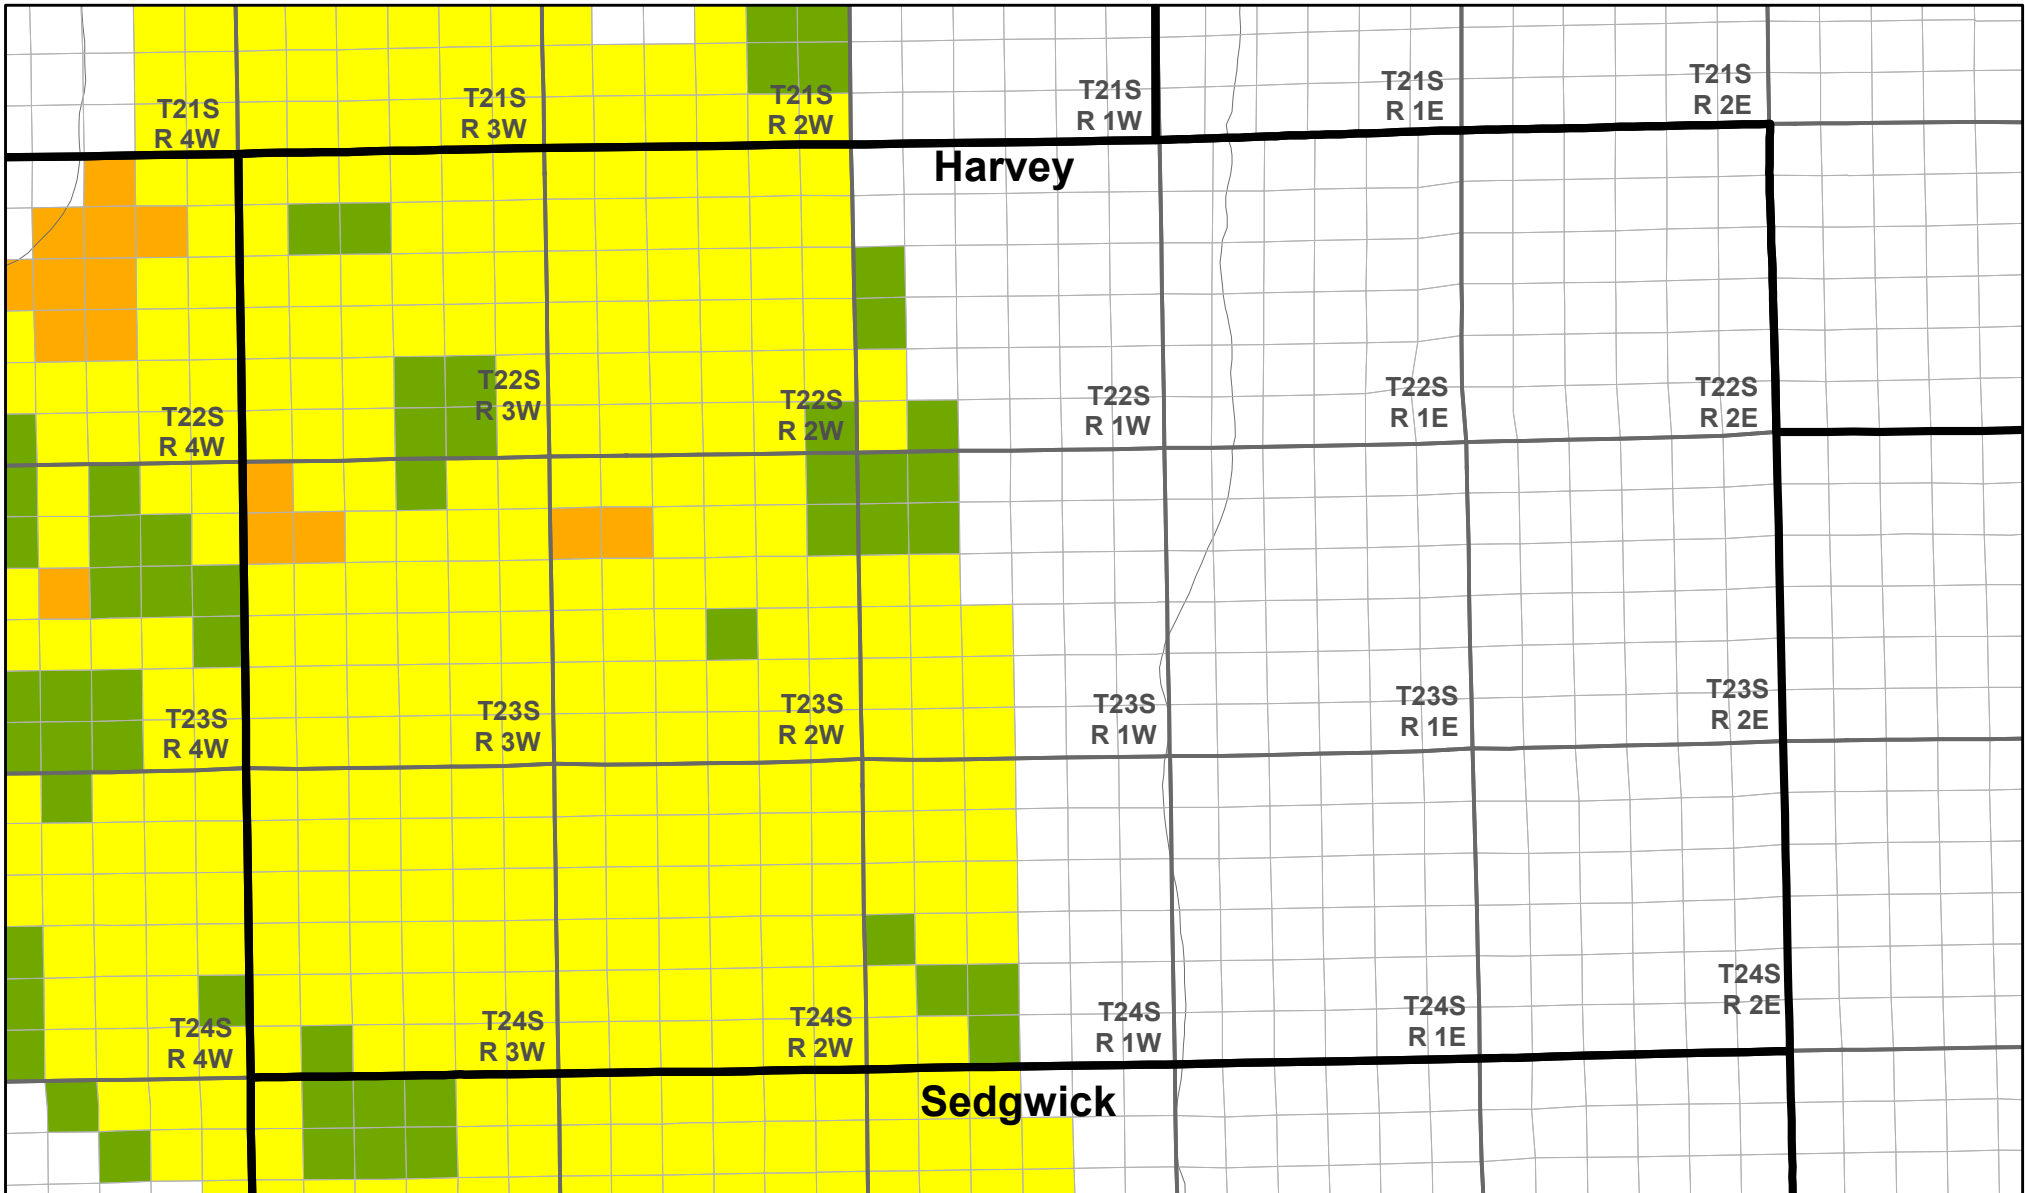 T21S
R 4W
T21S
R 3W
T21S
R 2W
T21S
R 1W
T21S
R 1E
T21S
R 2E
Harvey
T22S
R 4W
T22S
R 3W
T22S
R 2W
T22S
R 1W
T22S
R 1E
T22S
R 2E
T23S
R 4W
T23S
R 3W
T23S
R 2W
T23S
R 1W
T23S
R 1E
T23S
R 2E
T24S
R 4W
T24S
R 3W
T24S
R 2W
T24S
R 1W
T24S
R 1E
T24S
R 2E
Sedgwick